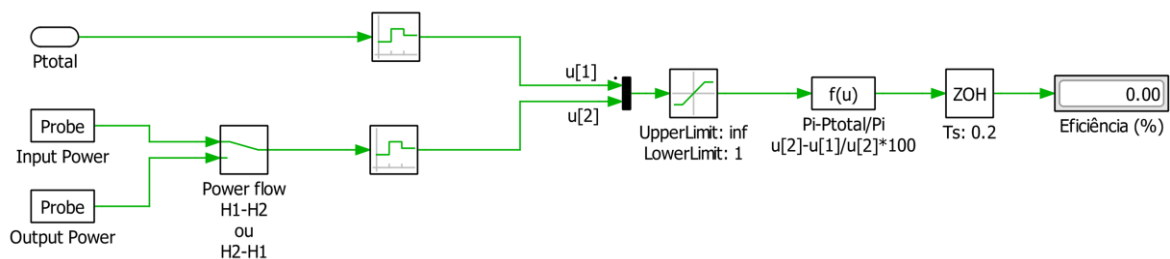 Ptotal
Probe
Input Power
Probe
Output Power
Power flow
H1-H2
ou
H2-H1
u[1]
u[2]
UpperLimit: inf
LowerLimit: 1
f(u)
Pi-Ptotal/Pi
u[2]-u[1]/u[2]*100
ZOH
Ts: 0.2
0.00
Eficiência (%)